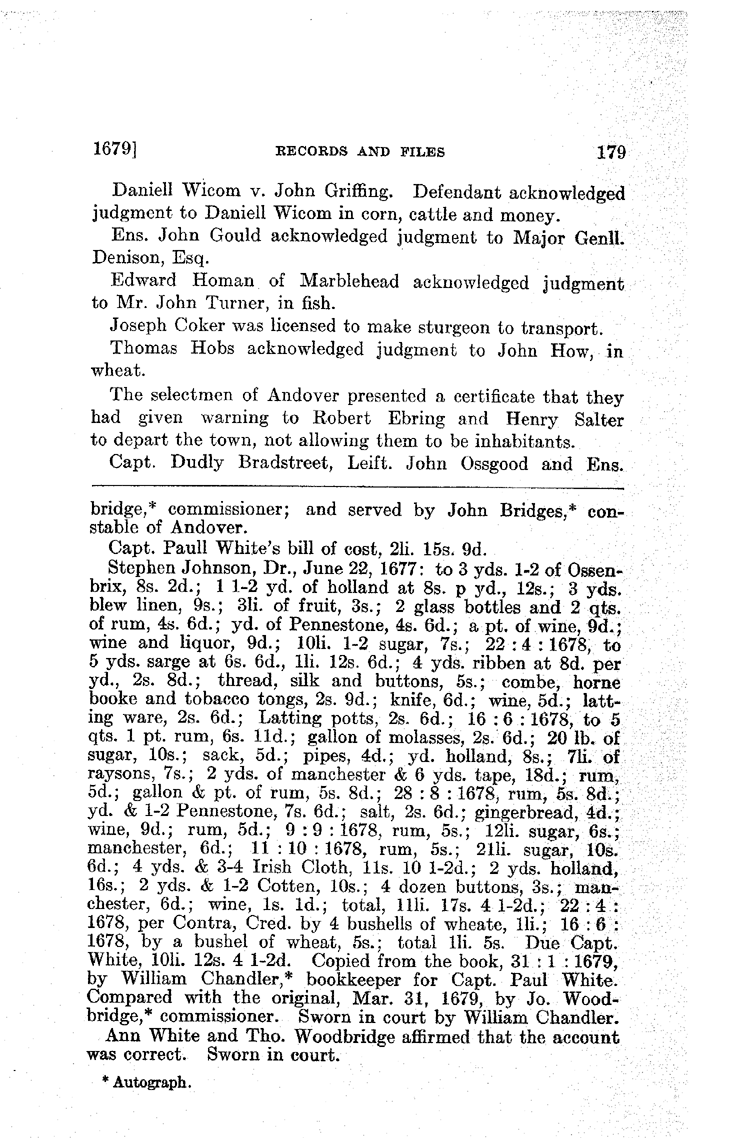 1679] RECORDS AND FILES 179
Daniell Wicom v. John Griffing. Defendant acknowledged
judgment to Daniell Wicom in corn, cattle and money.
Ens. John Gould acknowledged judgment to Major Genll.
Denison, Esq.
Edward Homan of Marblehead acknowledged judgment
to Mr. John Turner, in fish.
Joseph Coker was licensed to make sturgeon to transport.
Thomas Hobs acknowledged judgment to John How, in
wheat.
The selectmen of Andover presented a certificate that they
had given warning to Robert Ebring and Henry Salter
to depart the town, not allowing them to be inhabitants.
Capt. Dudly Bradstreet, Leift. John Ossgood and Ens.
bridge,* commissioner; and served by John Bridges,* con-
stable of Andover.
Capt. Paull White's bill of cost, 2li. 15s. 9d.
Stephen Johnson, Dr., June 22, 1677: to 3 yds. 1-2 of Ossen-
brix, 8s. 2d.; 1 1-2 yd. of holland at 8s. p yd., 12s.; 3 yds.
blew linen, 9s.; 3li. of fruit, 3s.; 2 glass bottles and 2 qts.
of rum, 4s. 6d.; yd. of Pennestone, 4s. 6d.; a pt. of wine, 9d.;
wine and liquor, 9d.; 10li. 1-2 sugar, 7s.; 22 : 4 : 1678, to
5 yds. sarge at 6s. 6d., 1li. 12s. 6d.; 4 yds. ribben at 8d. per
yd., 2s. 8d.; thread, silk and buttons, 5s.; combe, horne
booke and tobacco tongs, 2s. 9d.; knife, 6d.; wine, 5d.; latt-
ing ware, 2s. 6d.; Latting potts, 2s. 6d.; 16 : 6 : 1678, to 5
qts. 1 pt. rum, 6s. 11d.; gallon of molasses, 2s. 6d.; 20 lb. of
sugar, 10s.; sack, 5d.; pipes, 4d.; yd. holland, 8s.; 7li. of
raysons, 7s.; 2 yds. of manchester & 6 yds. tape, 18d.; rum,
5d.; gallon & pt. of rum, 5s. 8d.; 28 : 8 : 1678, rum, 5s. 8d.;
yd. & 1-2 Pennestone, 7s. 6d.; salt, 2s. 6d.; gingerbread, 4d.;
wine, 9d.; rum, 5d.; 9 : 9 : 1678, rum, 5s.; 12li. sugar, 6s.;
manchester, 6d.; 11 : 10 : 1678, rum, 5s.; 21li. sugar, 10s.
6d.; 4 yds. & 3-4 Irish Cloth, 11s. 10 1-2d.; 2 yds. holland,
16s.; 2 yds. & 1-2 Cotten, 10s.; 4 dozen buttons, 3s.; man-
chester, 6d.; wine, 1s. 1d.; total, 11li. 17s. 4 1-2d.; 22 : 4 :
1678, per Contra, Cred. by 4 bushells of wheate, 1li.; 16 : 6 :
1678, by a bushel of wheat, 5s.; total 1li. 5s. Due Capt.
White, 10li. 12s. 4 1-2d. Copied from the book, 31 : 1 : 1679,
by William Chandler,* bookkeeper for Capt. Paul White.
Compared with the original, Mar. 31, 1679, by Jo. Wood-
bridge,* commissioner. Sworn in court by William Chandler.
Ann White and Tho. Woodbridge affirmed that the account
was correct. Sworn in court.
* Autograph.